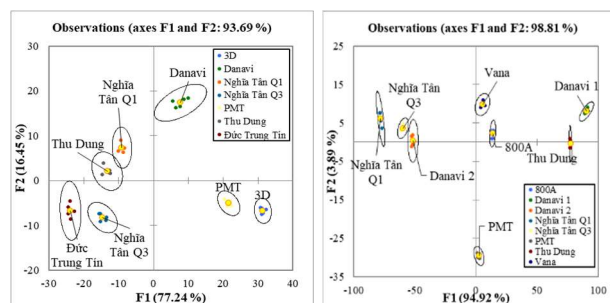 Observations (axes F1 and F2: 93.69 %)
30
20
10
0
-10
-20
-30
-20
-10
0
10
20
30
40
F2 (16.45 %)
F1 (77.24 %)
3D
Danavi
Nghĩa Tân Q1
Nghĩa Tân Q3
PMT
Thu Dung
Đức Trung Tín
Danavi
Nghĩa
Tân Q1
Thu Dung
PMT
3D
Đức
Trung Tín
Nghĩa
Tân Q3
Observations (axes F1 and F2: 98.81 %)
25
15
5
-5
-15
-25
-35
-100
-50
0
50
100
F2 (3.89 %)
F1 (94.92 %)
Nghĩa Tân
Q3
Vana
Danavi 1
Nghĩa Tân
Q1
Danavi 2
800A
Thu Dung
PMT
800A
Danavi 1
Danavi 2
Nghĩa Tân Q1
Nghĩa Tân Q3
PMT
Thu Dung
Vana